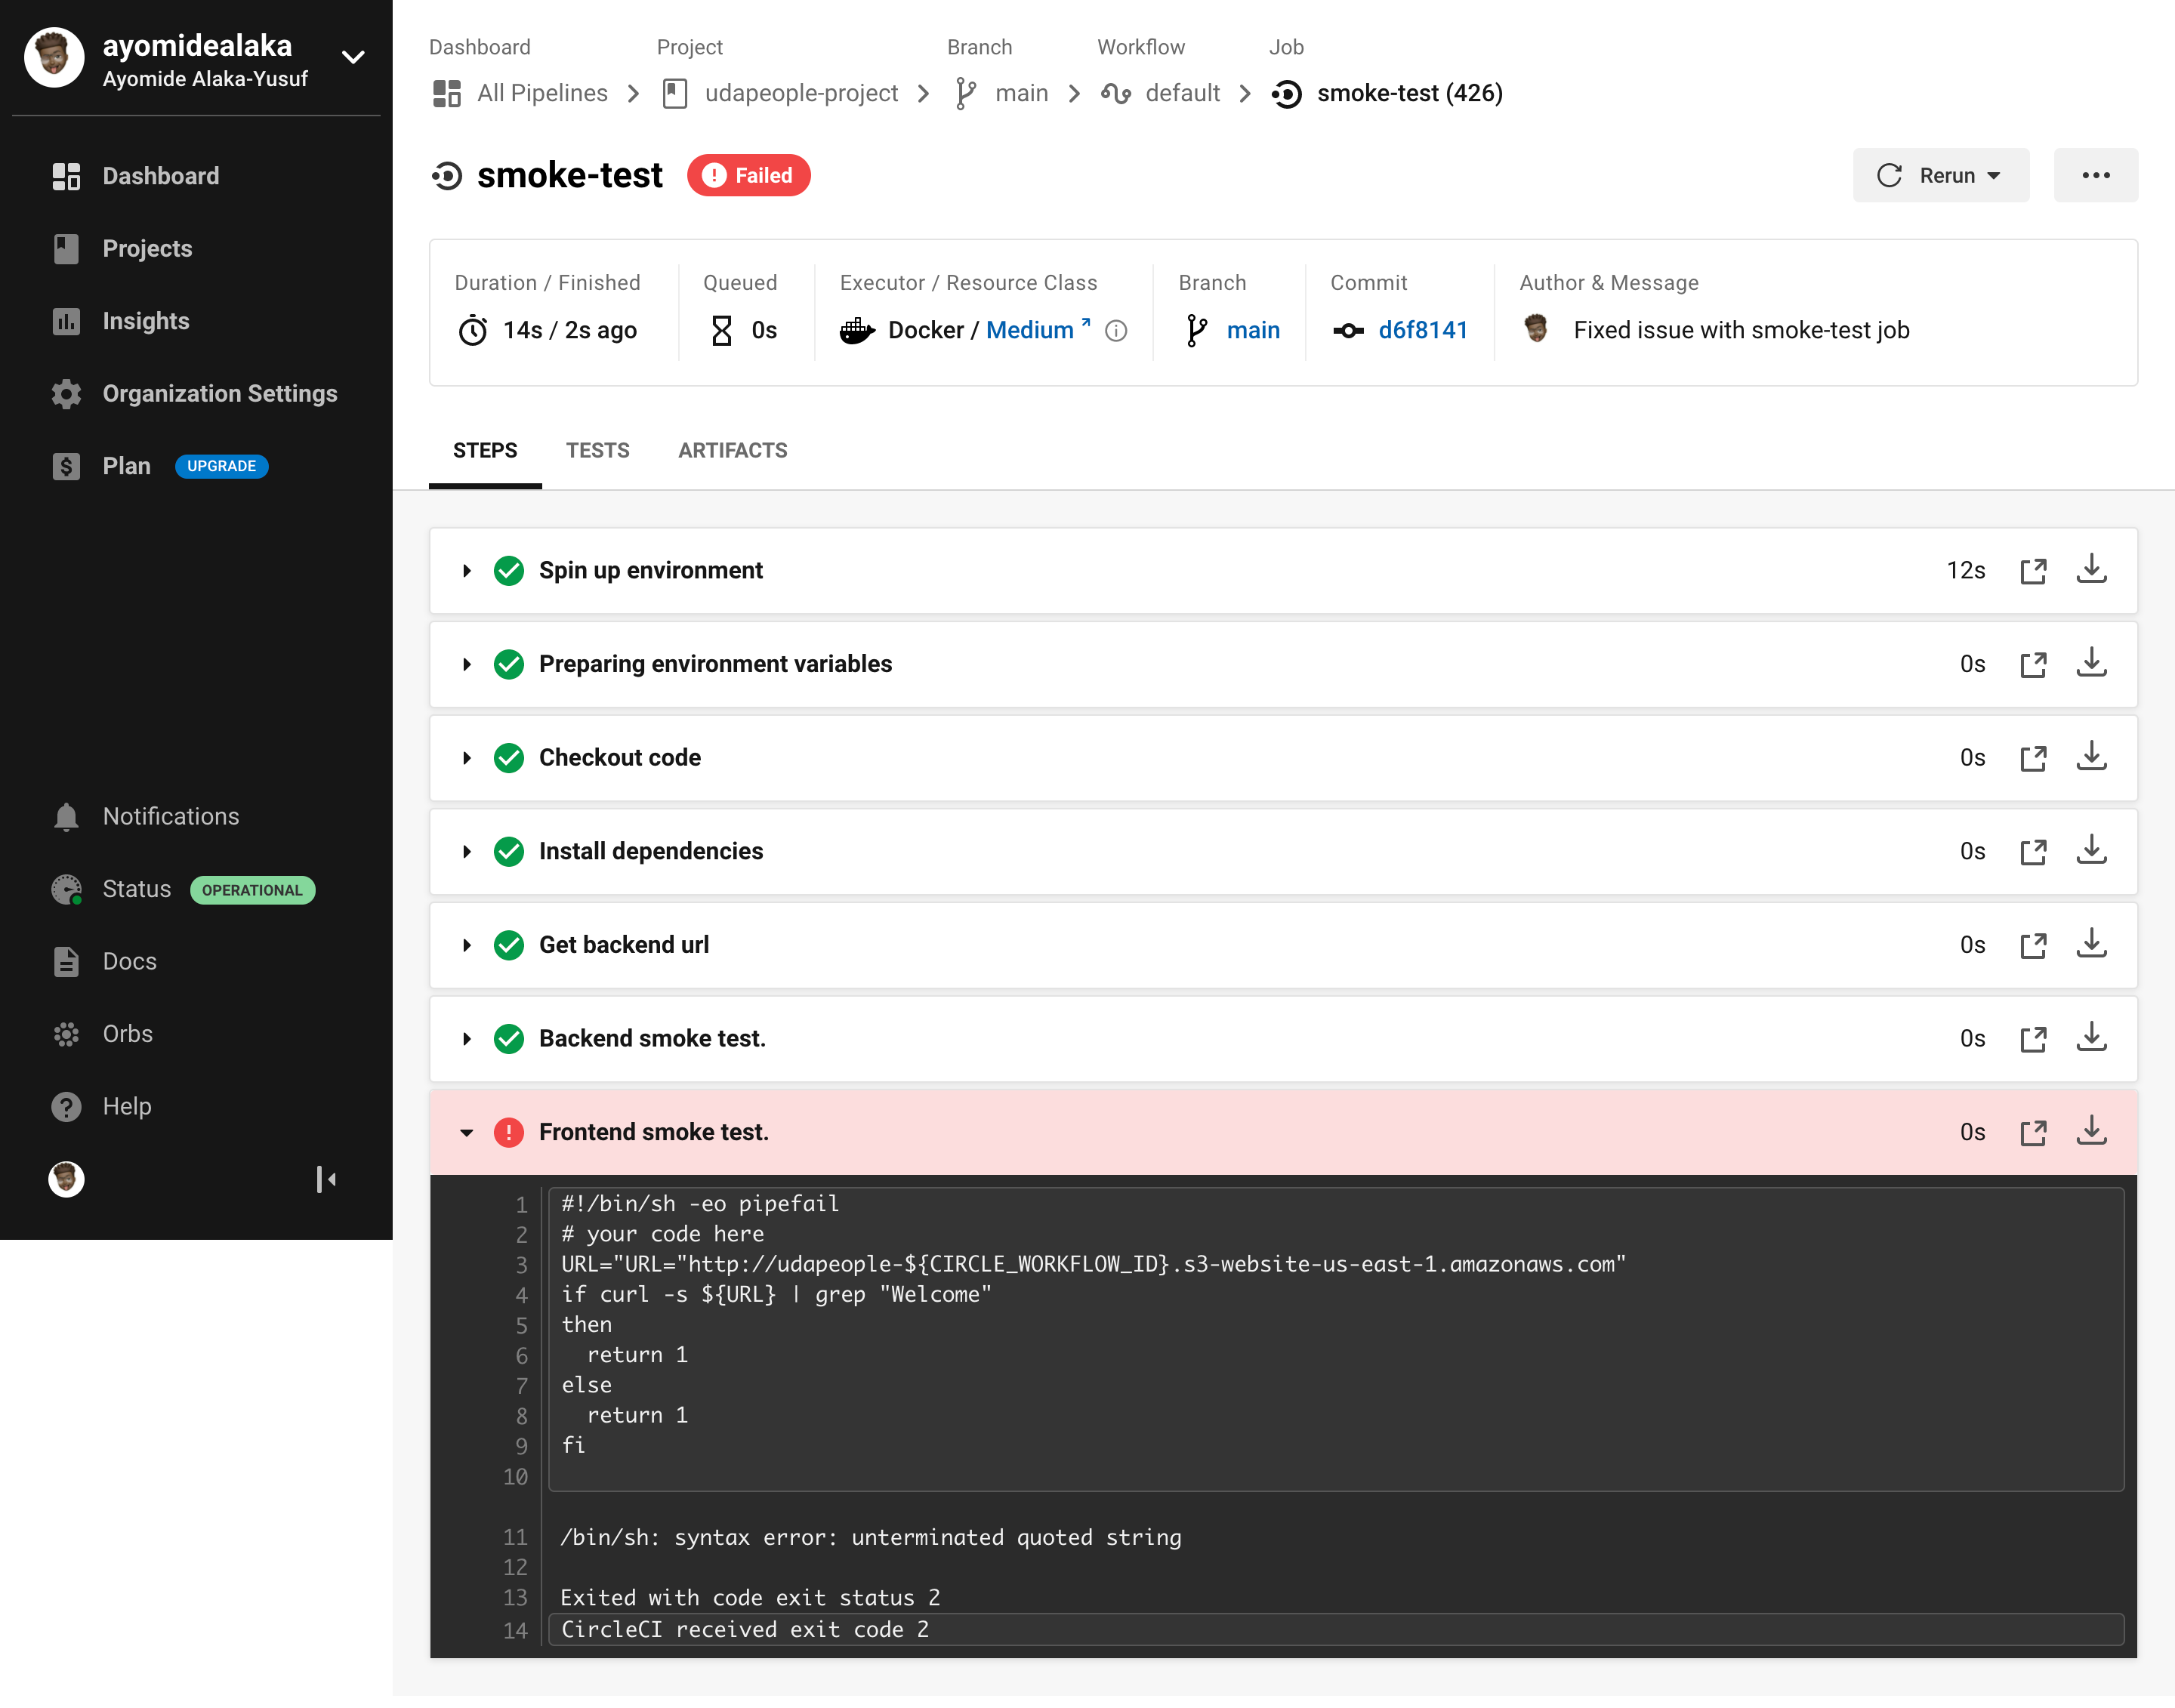 ayomidealaka
Ayomide Alaka-Yusuf
Dashboard
Projects
Insights
Organization Settings
Plan UPGRADE
Notifications
Status OPERATIONAL
Docs
Orbs
Help
Dashboard Project Branch Workflow Job
All Pipelines udapeople-project main default smoke-test (426)
smoke-test Failed
Rerun
Duration / Finished Queued Executor / Resource Class Branch Commit Author & Message
14s / 2s ago 0s Docker / Medium main d6f8141 Fixed issue with smoke-test job
STEPS TESTS ARTIFACTS
Spin up environment 12s
Preparing environment variables 0s
Checkout code 0s
Install dependencies 0s
Get backend url 0s
Backend smoke test. 0s
Frontend smoke test. 0s
1 #!/bin/sh -eo pipefail
2 # your code here
3 URL="URL="http://udapeople-${CIRCLE_WORKFLOW_ID}.s3-website-us-east-1.amazonaws.com"
4 if curl -s ${URL} | grep "Welcome"
5 then
6 return 1
7 else
8 return 1
9 fi
10
11 /bin/sh: syntax error: unterminated quoted string
12
13 Exited with code exit status 2
14 CircleCI received exit code 2